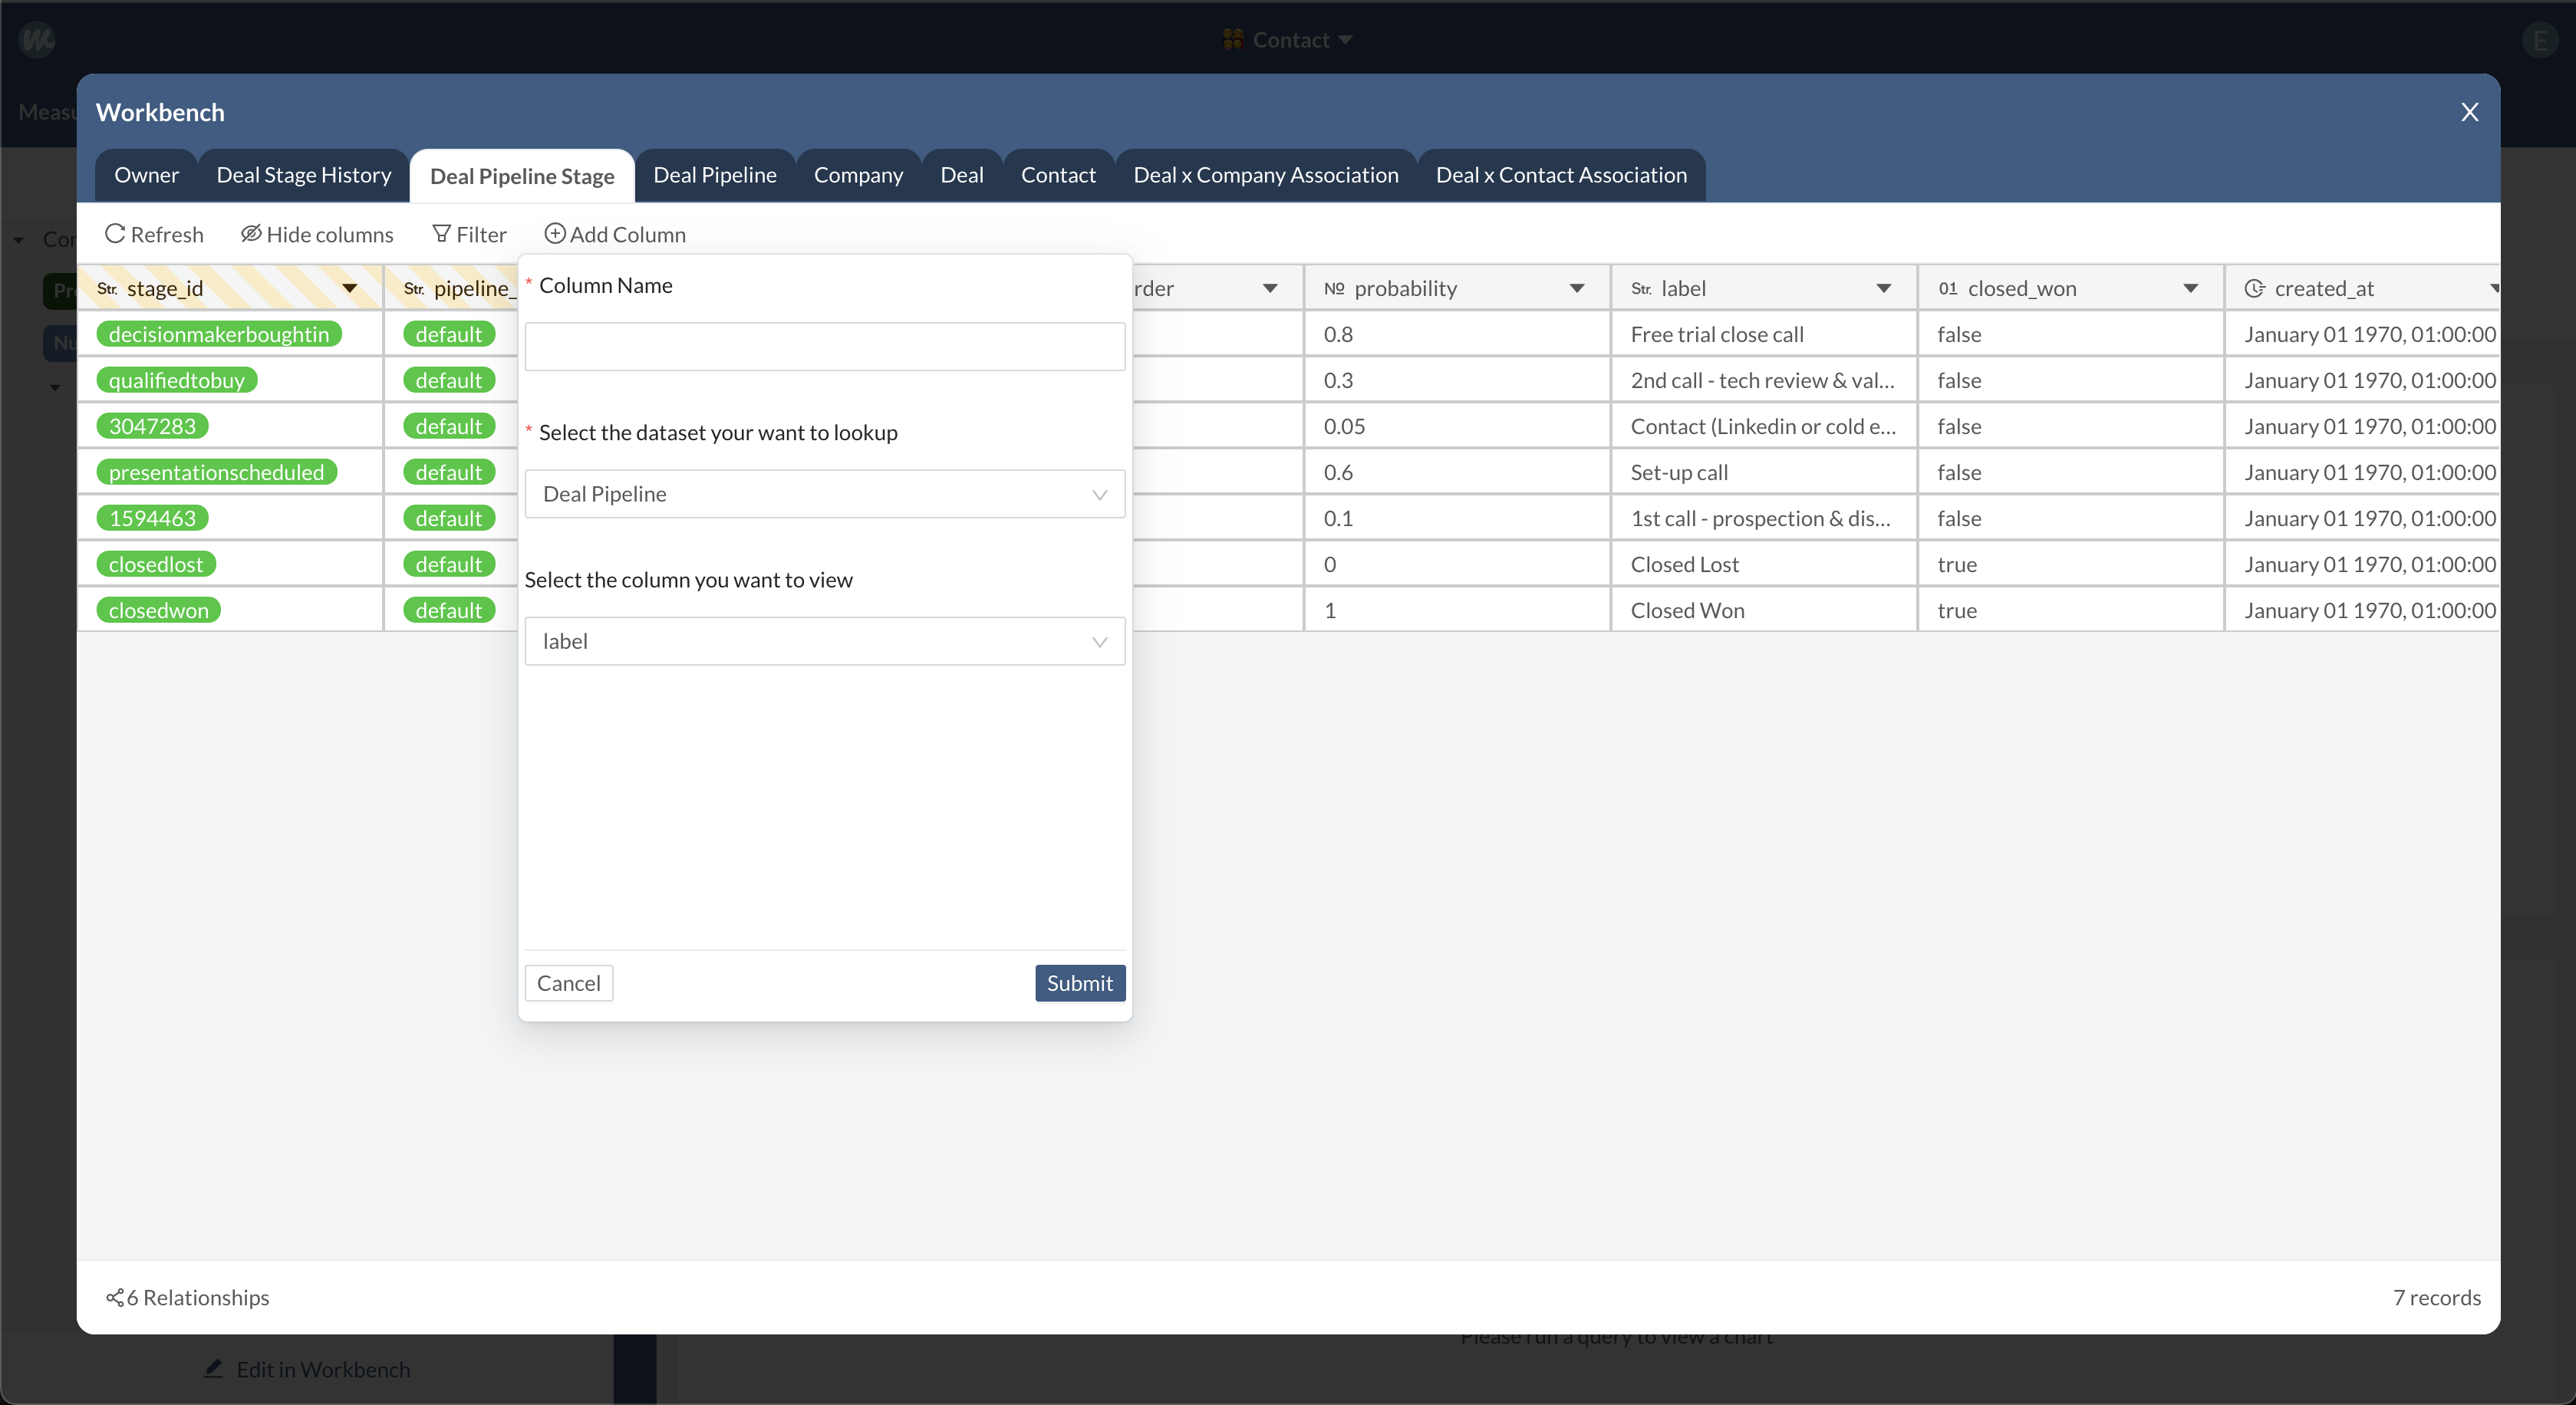 Contact
E
Measu
Workbench
X
Owner
Deal Stage History
Deal Pipeline Stage
Deal Pipeline
Company
Deal
Contact
Deal x Company Association
Deal x Contact Association
Refresh
Hide columns
Filter
Add Column
Cor
Pre
Nu
Str. stage_id
Str. pipeline_
rder
№ probability
Str. label
01 closed_won
created_at
decisionmakerboughtin default 0.8 Free trial close call false January 01 1970, 01:00:00
qualifiedtobuy default 0.3 2nd call - tech review & val... false January 01 1970, 01:00:00
3047283 default 0.05 Contact (Linkedin or cold e... false January 01 1970, 01:00:00
presentationscheduled default 0.6 Set-up call false January 01 1970, 01:00:00
1594463 default 0.1 1st call - prospection & dis... false January 01 1970, 01:00:00
closedlost default 0 Closed Lost true January 01 1970, 01:00:00
closedwon default 1 Closed Won true January 01 1970, 01:00:00
* Column Name
* Select the dataset your want to lookup
Deal Pipeline
Select the column you want to view
label
Cancel
Submit
6 Relationships
7 records
Please run a query to view a chart
Edit in Workbench